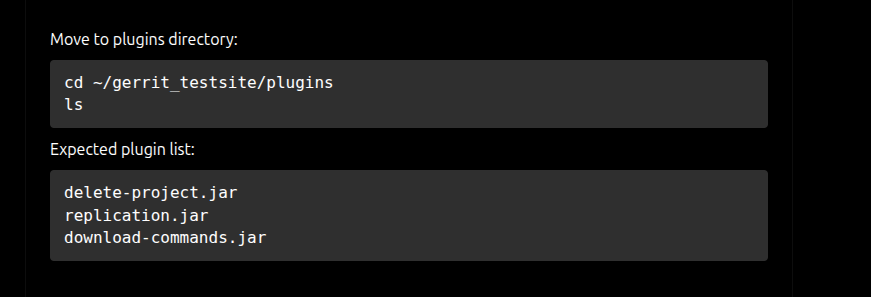 Move to plugins directory:
cd ~/gerrit_testsite/plugins
ls
Expected plugin list:
delete-project.jar
replication.jar
download-commands.jar